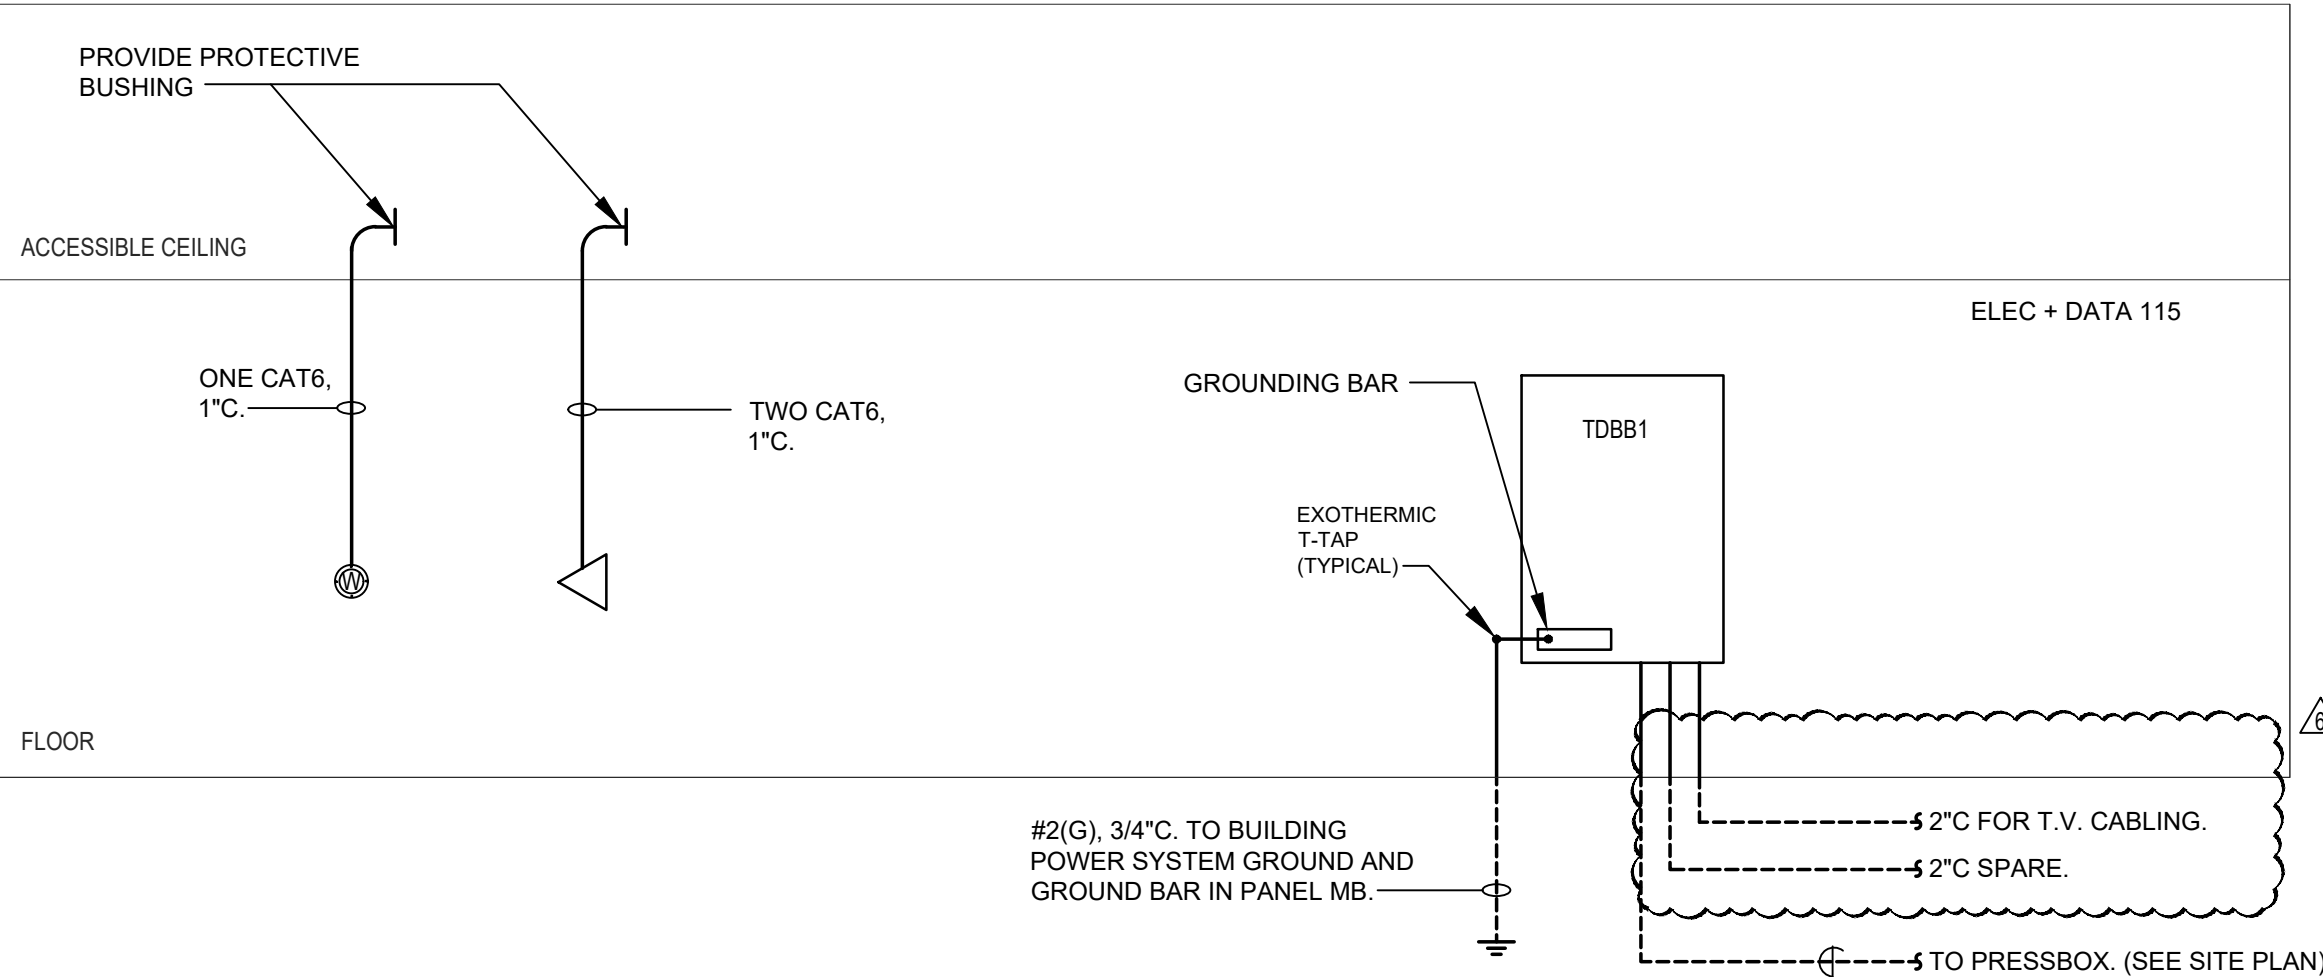 PROVIDE PROTECTIVE
BUSHING
ACCESSIBLE CEILING
ELEC + DATA 115
ONE CAT6,
1"C.
TWO CAT6,
1"C.
GROUNDING BAR
TDBB1
EXOTHERMIC
T-TAP
(TYPICAL)
W
6
FLOOR
#2(G), 3/4"C. TO BUILDING
POWER SYSTEM GROUND AND
GROUND BAR IN PANEL MB.
2"C FOR T.V. CABLING.
2"C SPARE.
TO PRESSBOX. (SEE SITE PLAN)